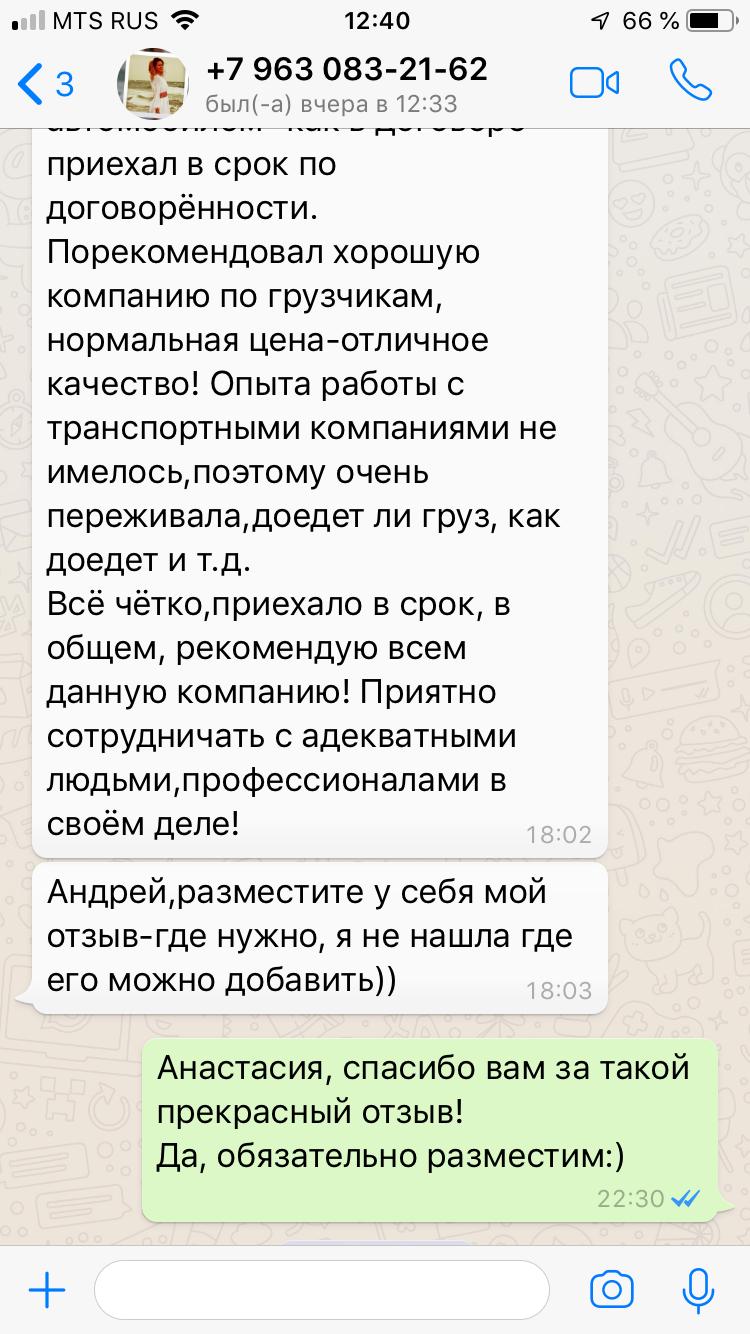 MTS RUS 12:40 66 %
3 +7 963 083-21-62
был(-а) вчера в 12:33
автомобилем как в договоре
приехал в срок по
договорённости.
Порекомендовал хорошую
компанию по грузчикам,
нормальная цена-отличное
качество! Опыта работы с
транспортными компаниями не
имелось,поэтому очень
переживала,доедет ли груз, как
доедет и т.д.
Всё чётко,приехало в срок, в
общем, рекомендую всем
данную компанию! Приятно
сотрудничать с адекватными
людьми,профессионалами в
своём деле!
18:02
Андрей,разместите у себя мой
отзыв-где нужно, я не нашла где
его можно добавить))
18:03
Анастасия, спасибо вам за такой
прекрасный отзыв!
Да, обязательно разместим:)
22:30